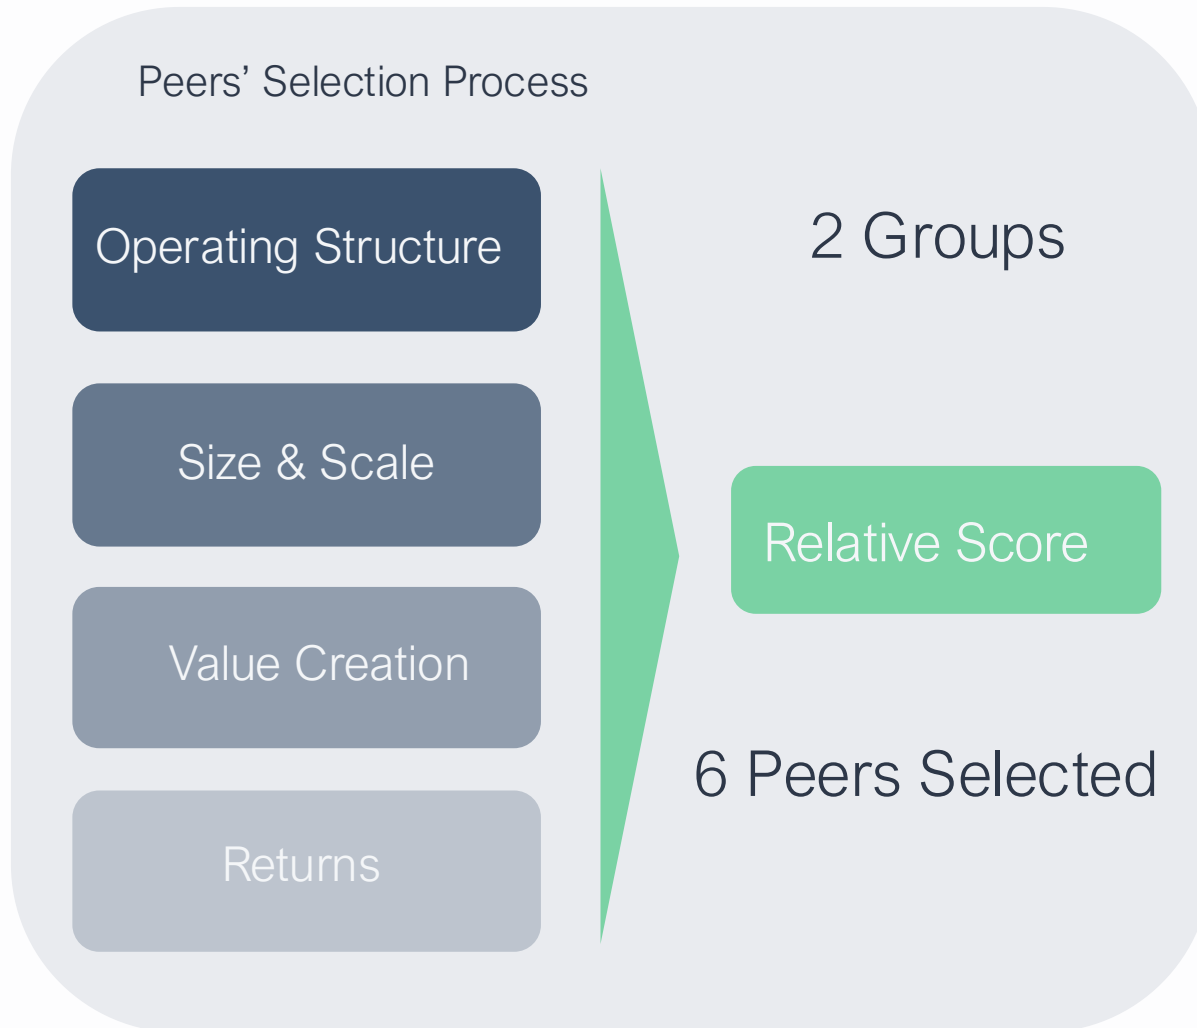 Peers’ Selection Process
Operating Structure
Size & Scale
Value Creation
Returns
2 Groups
Relative Score
6 Peers Selected